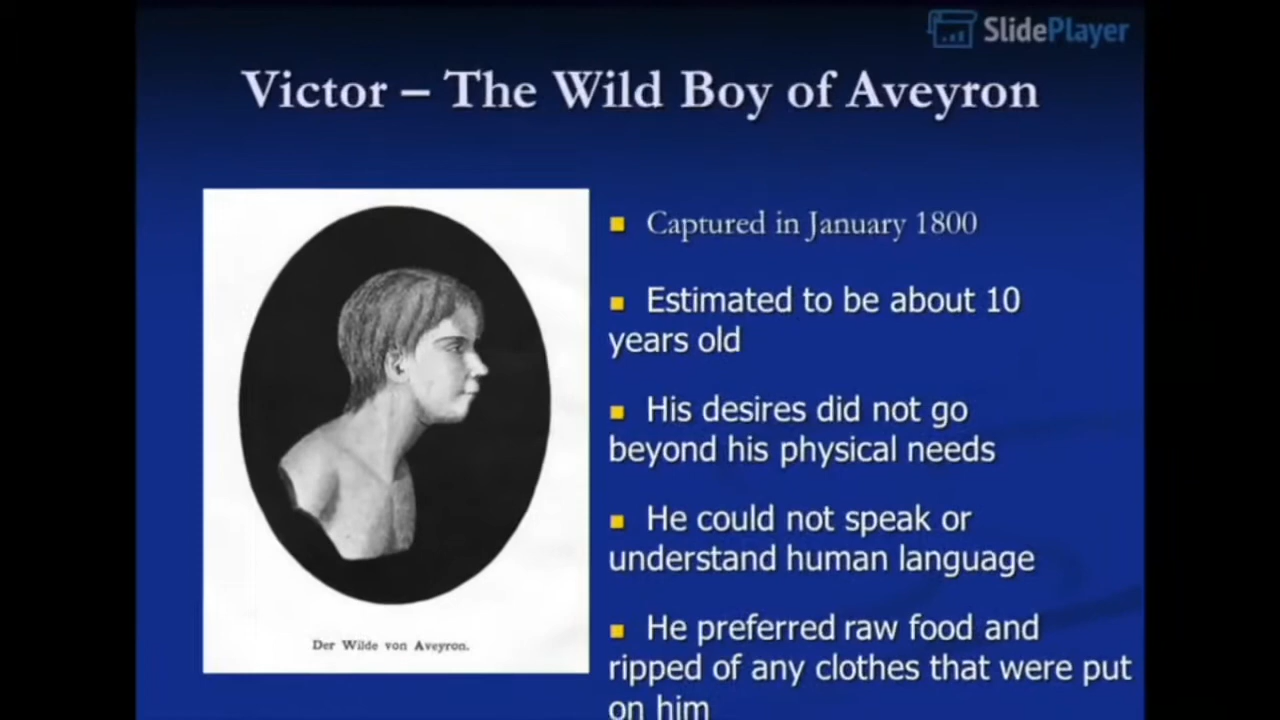 SlidePlayer
Victor – The Wild Boy of Aveyron
■ Captured in January 1800
■ Estimated to be about 10
years old
■ His desires did not go
beyond his physical needs
■ He could not speak or
understand human language
■ He preferred raw food and
ripped of any clothes that were put
on him
Der Wilde von Aveyron.